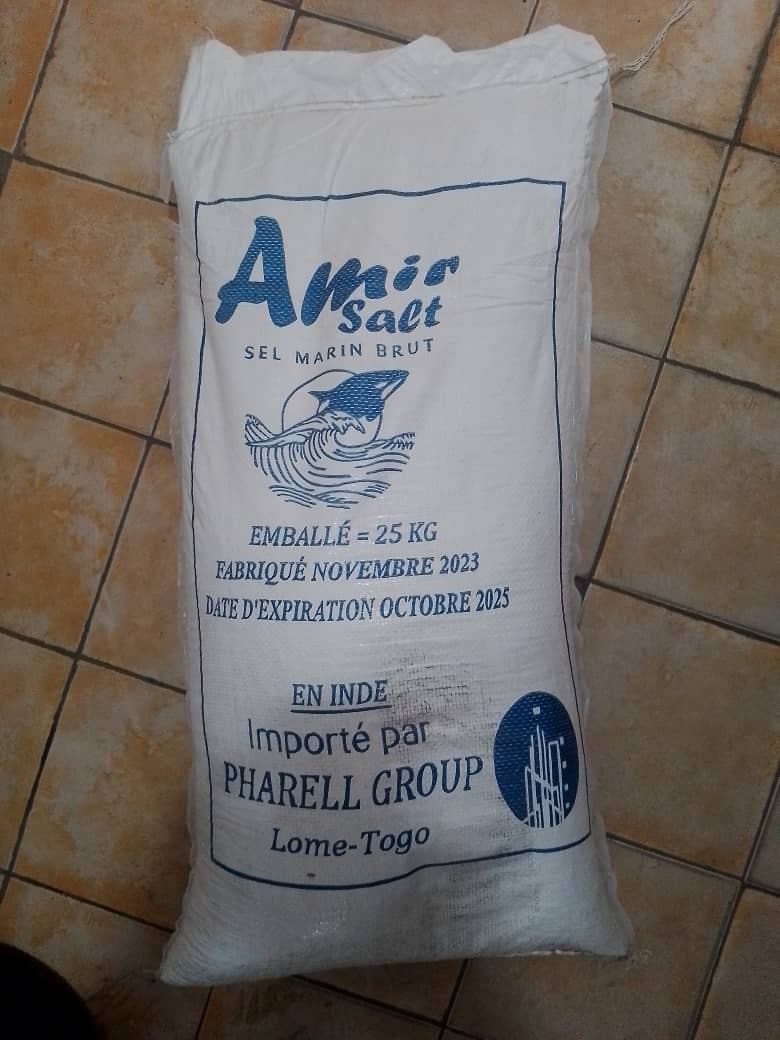 Amir
Salt
SEL MARIN BRUT
EMBALLÉ = 25 KG
FABRIQUÉ NOVEMBRE 2023
DATE D'EXPIRATION OCTOBRE 2025
EN INDE
Importé par
PHARELL GROUP
Lome-Togo